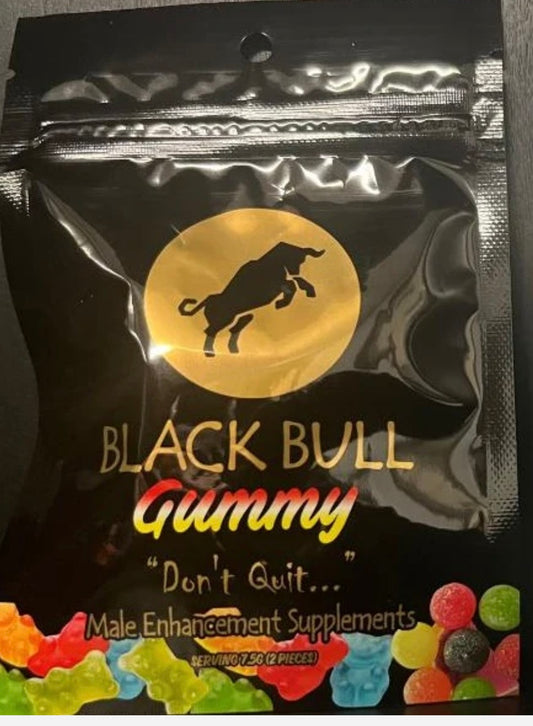 BLACK BULL
Gummy
"Don't Quit..."
Male Enhancement Supplements
SERVING 7.5G (2 PIECES)